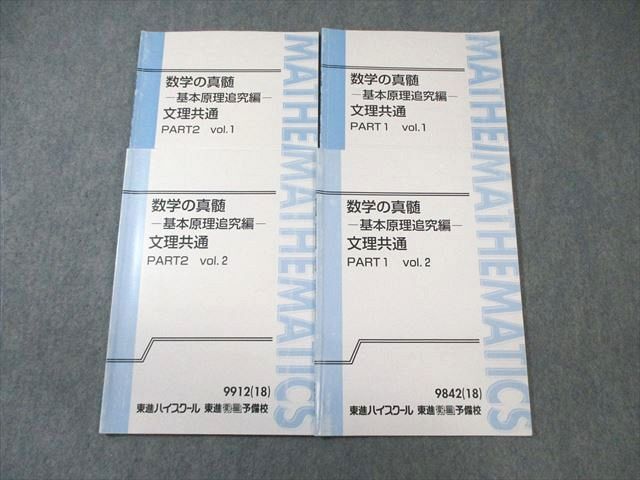 数学の真髄
―基本原理追究編―
文理共通
PART2 vol.1
MATHEMATICS
数学の真髄
―基本原理追究編―
文理共通
PART1 vol.1
MATHEMATICS
数学の真髄
―基本原理追究編―
文理共通
PART2 vol.2
9912(18)
東進ハイスクール 東進衛星予備校
MATHEMATICS
数学の真髄
―基本原理追究編―
文理共通
PART1 vol.2
9842(18)
東進ハイスクール 東進衛星予備校
MATHEMATICS